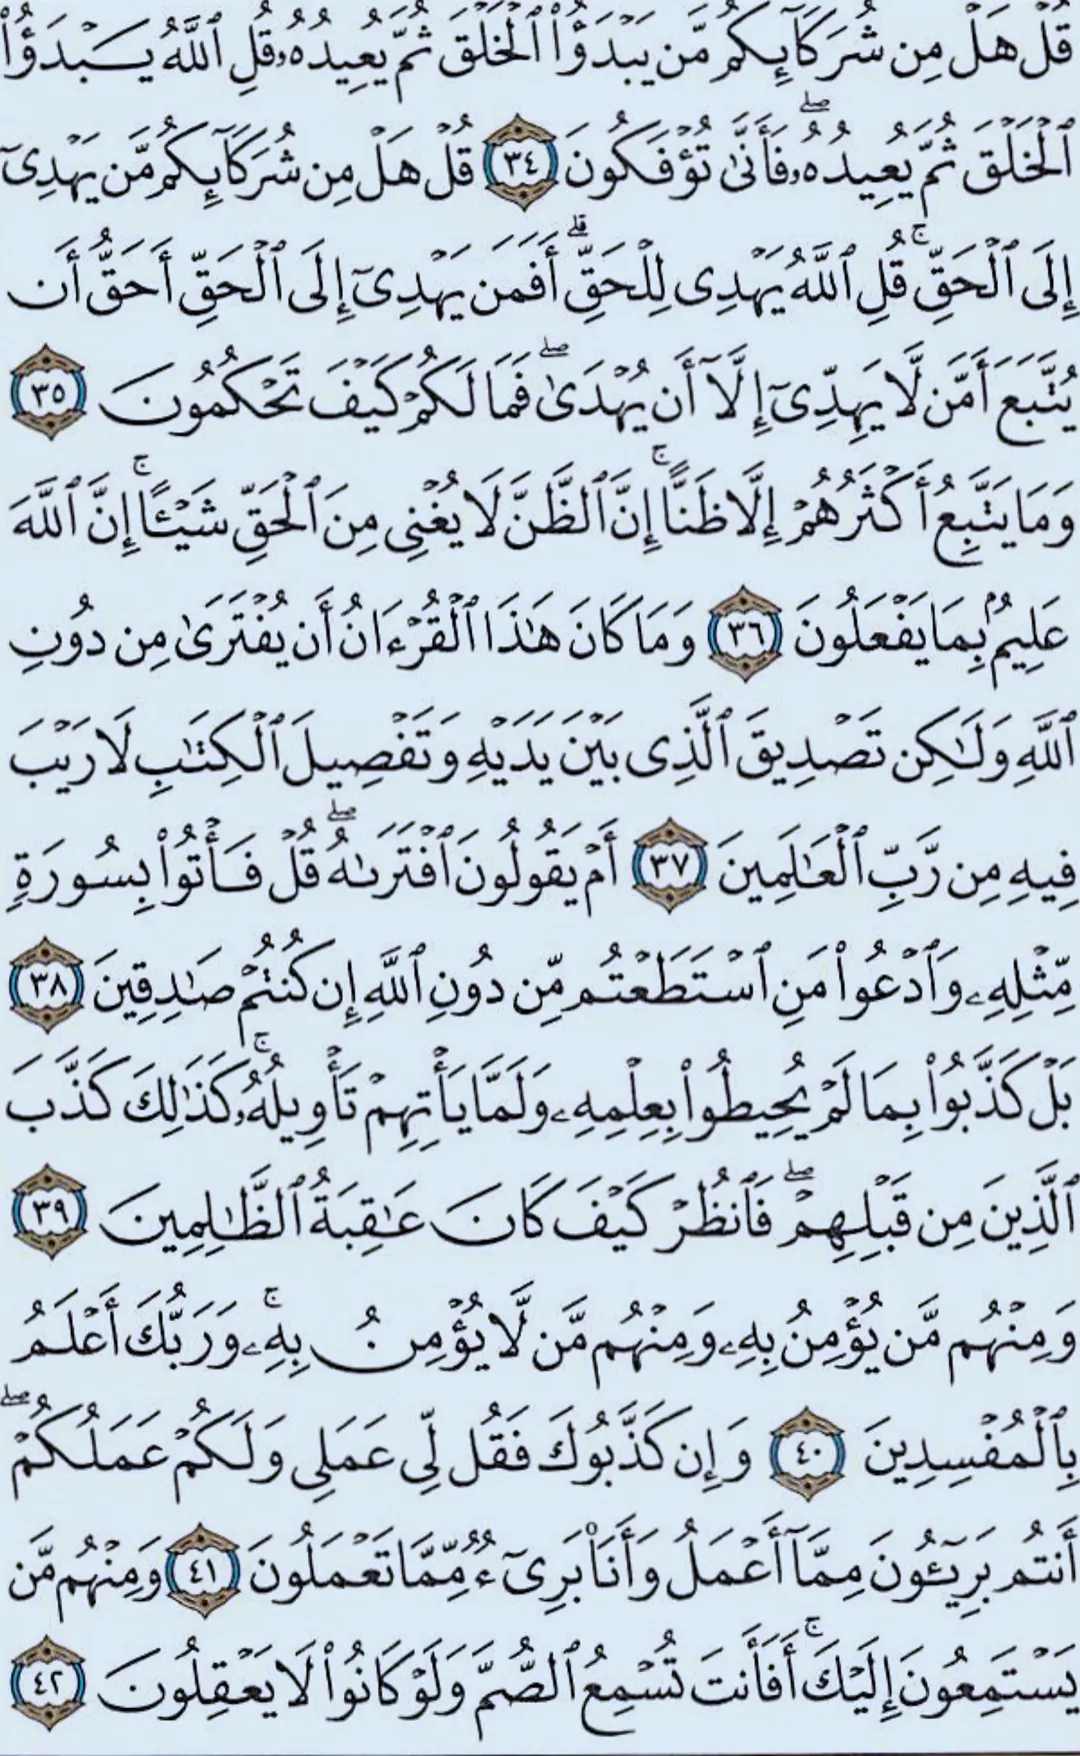 قُلْ هَلْ مِن شُرَكَآئِكُم مَّن يَبْدَؤُا۟ ٱلْخَلْقَ ثُمَّ يُعِيدُهُۥ قُلِ ٱللَّهُ يَبْدَؤُا۟
ٱلْخَلْقَ ثُمَّ يُعِيدُهُۥ ۖ فَأَنَّىٰ تُؤْفَكُونَ ٣٤ قُلْ هَلْ مِن شُرَكَآئِكُم مَّن يَهْدِىٓ
إِلَى ٱلْحَقِّ ۚ قُلِ ٱللَّهُ يَهْدِى لِلْحَقِّ ۗ أَفَمَن يَهْدِىٓ إِلَى ٱلْحَقِّ أَحَقُّ أَن
يُتَّبَعَ أَمَّن لَّا يَهِدِّىٓ إِلَّآ أَن يُهْدَىٰ ۖ فَمَا لَكُمْ كَيْفَ تَحْكُمُونَ ٣٥
وَمَا يَتَّبِعُ أَكْثَرُهُمْ إِلَّا ظَنًّا ۚ إِنَّ ٱلظَّنَّ لَا يُغْنِى مِنَ ٱلْحَقِّ شَيْـًٔا ۚ إِنَّ ٱللَّهَ
عَلِيمٌۢ بِمَا يَفْعَلُونَ ٣٦ وَمَا كَانَ هَٰذَا ٱلْقُرْءَانُ أَن يُفْتَرَىٰ مِن دُونِ
ٱللَّهِ وَلَٰكِن تَصْدِيقَ ٱلَّذِى بَيْنَ يَدَيْهِ وَتَفْصِيلَ ٱلْكِتَٰبِ لَا رَيْبَ
فِيهِ مِن رَّبِّ ٱلْعَٰلَمِينَ ٣٧ أَمْ يَقُولُونَ ٱفْتَرَىٰهُ ۖ قُلْ فَأْتُوا۟ بِسُورَةٍ
مِّثْلِهِۦ وَٱدْعُوا۟ مَنِ ٱسْتَطَعْتُم مِّن دُونِ ٱللَّهِ إِن كُنتُمْ صَٰدِقِينَ ٣٨
بَلْ كَذَّبُوا۟ بِمَا لَمْ يُحِيطُوا۟ بِعِلْمِهِۦ وَلَمَّا يَأْتِهِمْ تَأْوِيلُهُۥ ۚ كَذَٰلِكَ كَذَّبَ
ٱلَّذِينَ مِن قَبْلِهِمْ ۖ فَٱنظُرْ كَيْفَ كَانَ عَٰقِبَةُ ٱلظَّٰلِمِينَ ٣٩
وَمِنْهُم مَّن يُؤْمِنُ بِهِۦ وَمِنْهُم مَّن لَّا يُؤْمِنُ بِهِۦ ۚ وَرَبُّكَ أَعْلَمُ
بِٱلْمُفْسِدِينَ ٤٠ وَإِن كَذَّبُوكَ فَقُل لِّى عَمَلِى وَلَكُمْ عَمَلُكُمْ ۖ
أَنتُم بَرِيٓـُٔونَ مِمَّآ أَعْمَلُ وَأَنَا۠ بَرِىٓءٌ مِّمَّا تَعْمَلُونَ ٤١ وَمِنْهُم مَّن
يَسْتَمِعُونَ إِلَيْكَ ۚ أَفَأَنتَ تُسْمِعُ ٱلصُّمَّ وَلَوْ كَانُوا۟ لَا يَعْقِلُونَ ٤٢